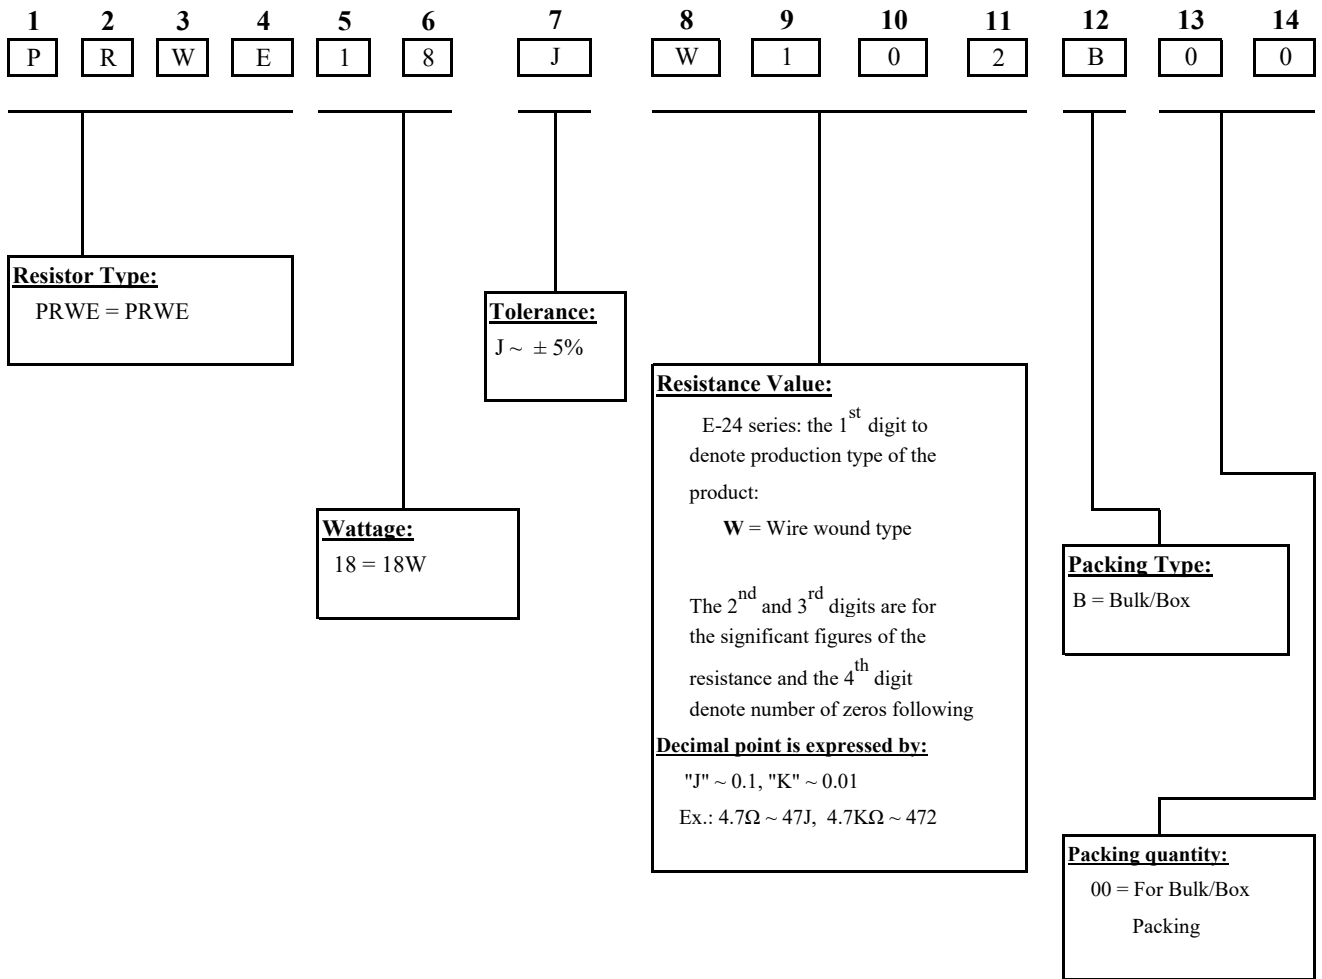 1 2 3 4 5 6 7 8 9 10 11 12 13 14
P R W E 1 8 J W 1 0 2 B 0 0
Resistor Type:
PRWE = PRWE
Wattage:
18 = 18W
Tolerance:
J ~ ± 5%
Resistance Value:
E-24 series: the 1st digit to
denote production type of the
product:
W = Wire wound type
The 2nd and 3rd digits are for
the significant figures of the
resistance and the 4th digit
denote number of zeros following
Decimal point is expressed by:
"J" ~ 0.1, "K" ~ 0.01
Ex.: 4.7Ω ~ 47J, 4.7KΩ ~ 472
Packing Type:
B = Bulk/Box
Packing quantity:
00 = For Bulk/Box
Packing